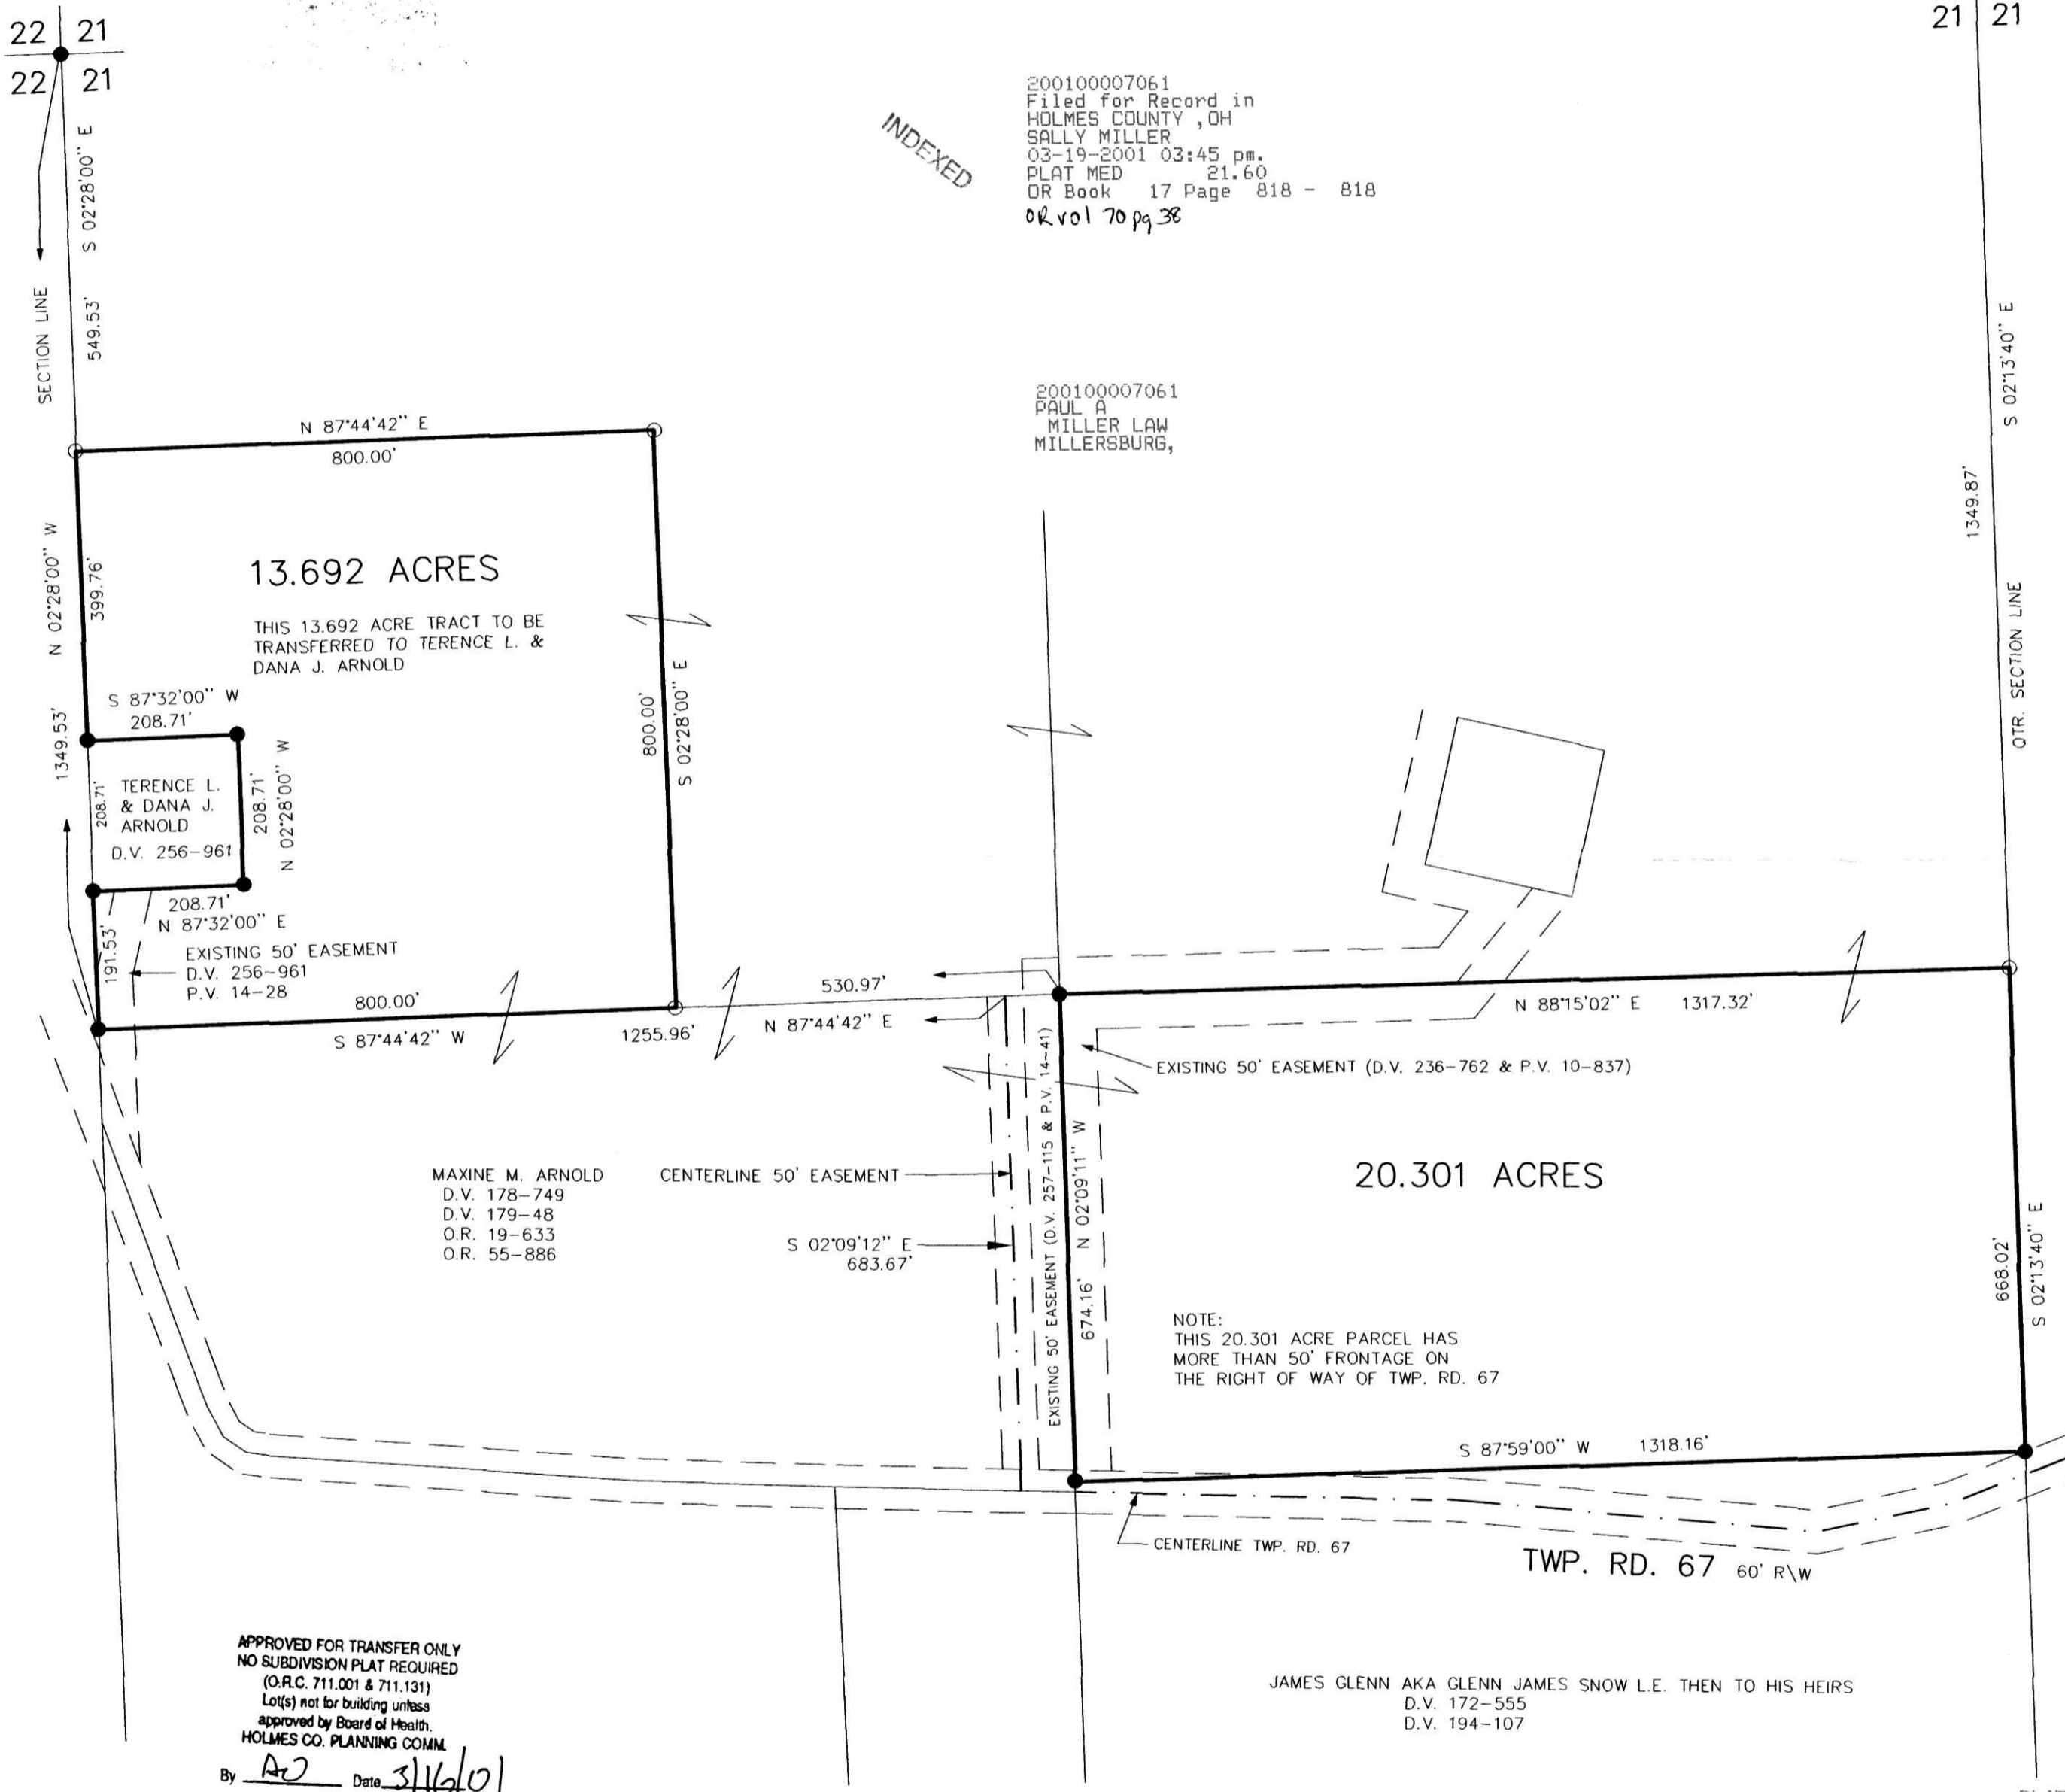 22 21
22 21
21 21
S 02°28'00" E
549.53'
SECTION LINE
INDEXED
200100007061
Filed for Record in
HOLMES COUNTY ,OH
SALLY MILLER
03-19-2001 03:45 pm.
PLAT MED 21.60
OR Book 17 Page 818 - 818
OR vol 70 pg 38
200100007061
PAUL A
MILLER LAW
MILLERSBURG,
S 02°13'40" E
1349.87'
QTR. SECTION LINE
N 87°44'42" E
800.00'
N 02°28'00" W
399.76'
1349.53'
13.692 ACRES
THIS 13.692 ACRE TRACT TO BE
TRANSFERRED TO TERENCE L. &
DANA J. ARNOLD
800.00'
S 02°28'00" E
S 87°32'00" W
208.71'
208.71'
TERENCE L.
& DANA J.
ARNOLD
D.V. 256-961
208.71'
N 02°28'00" W
208.71'
N 87°32'00" E
191.53'
EXISTING 50' EASEMENT
D.V. 256-961
P.V. 14-28
800.00'
S 87°44'42" W
1255.96'
530.97'
N 87°44'42" E
N 88°15'02" E 1317.32'
EXISTING 50' EASEMENT (D.V. 236-762 & P.V. 10-837)
EXISTING 50' EASEMENT (D.V. 257-115 & P.V. 14-41)
674.16' N 02°09'11" W
MAXINE M. ARNOLD
D.V. 178-749
D.V. 179-48
O.R. 19-633
O.R. 55-886
CENTERLINE 50' EASEMENT
S 02°09'12" E
683.67'
20.301 ACRES
668.02'
S 02°13'40" E
NOTE:
THIS 20.301 ACRE PARCEL HAS
MORE THAN 50' FRONTAGE ON
THE RIGHT OF WAY OF TWP. RD. 67
S 87°59'00" W 1318.16'
CENTERLINE TWP. RD. 67
TWP. RD. 67 60' R\W
APPROVED FOR TRANSFER ONLY
NO SUBDIVISION PLAT REQUIRED
(O.R.C. 711.001 & 711.131)
Lot(s) not for building unless
approved by Board of Health.
HOLMES CO. PLANNING COMM.
By AJ Date 3/16/01
JAMES GLENN AKA GLENN JAMES SNOW L.E. THEN TO HIS HEIRS
D.V. 172-555
D.V. 194-107